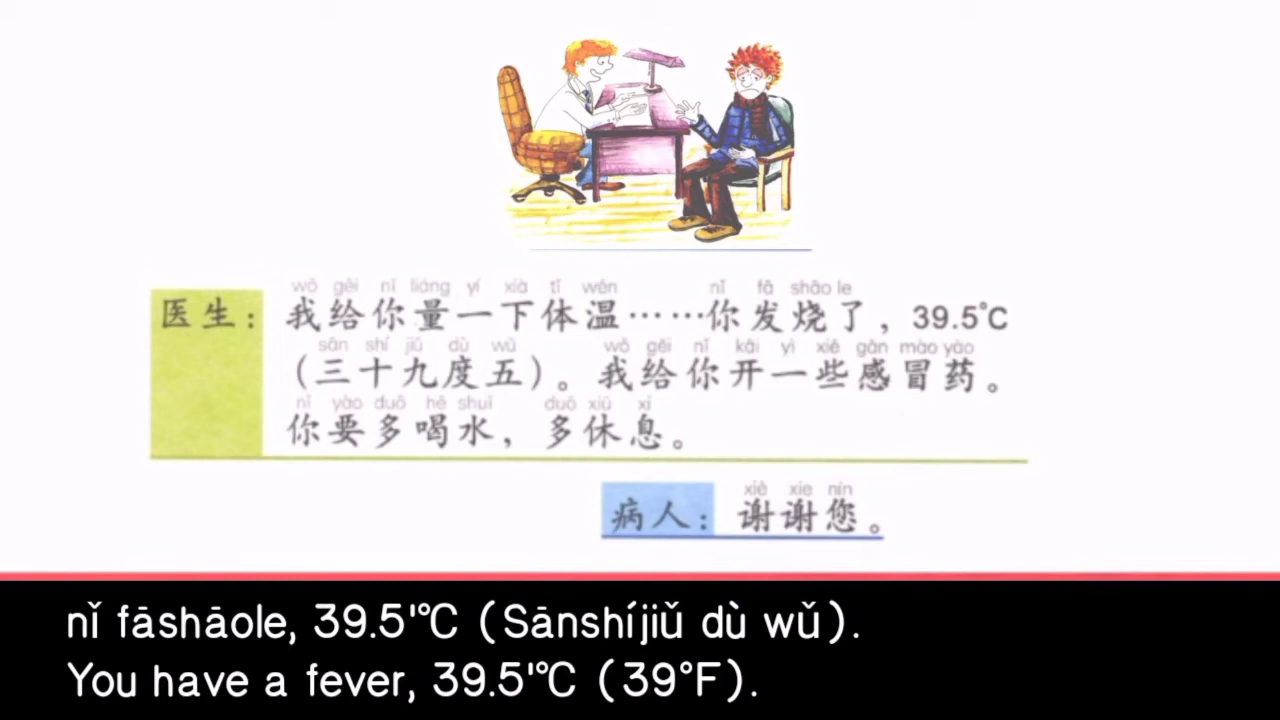 wǒ gěi nǐ liáng yí xià tǐ wēn nǐ fā shāo le
医生：我给你量一下体温……你发烧了，39.5℃
sān shí jiǔ dù wǔ wǒ gěi nǐ kāi yì xiē gǎn mào yào
（三十九度五）。我给你开一些感冒药。
nǐ yào duō hē shuǐ duō xiū xi
你要多喝水，多休息。
xiè xie nín
病人：谢谢您。
nǐ fāshāole, 39.5'℃ (Sānshíjiǔ dù wǔ).
You have a fever, 39.5'℃ (39°F).